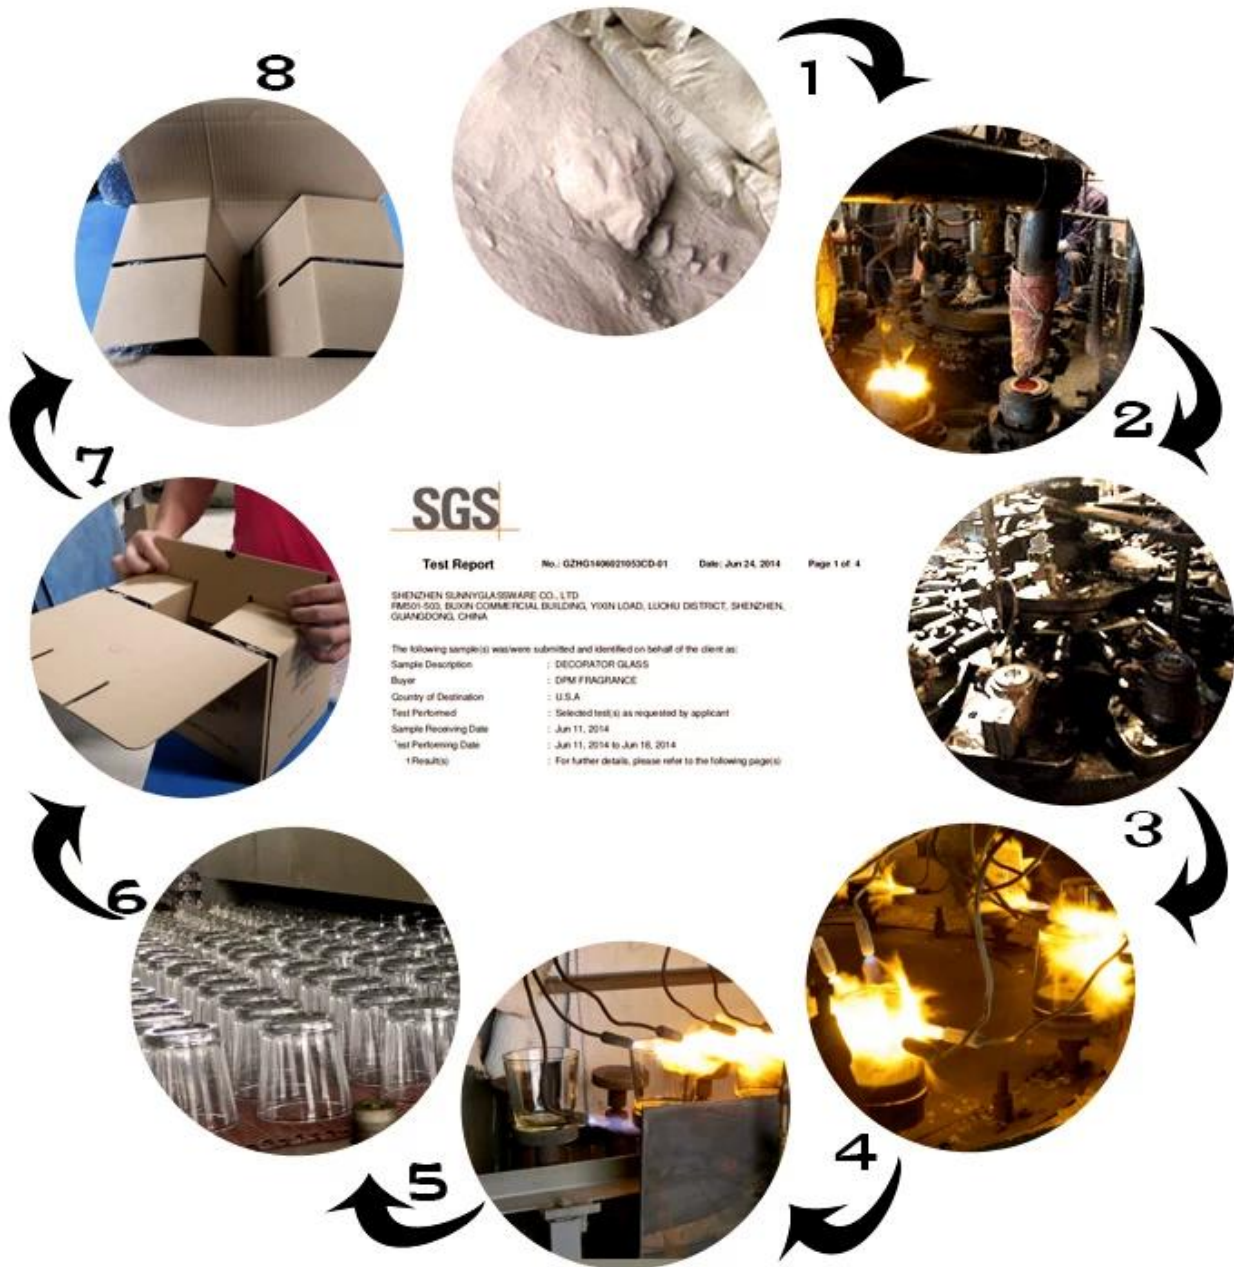 8
1
2
7
SGS
Test Report No.: GZHG1406021053CD-01 Date: Jun 24, 2014 Page 1 of 4
SHENZHEN SUNNYGLASSWARE CO., LTD
RM501-503, BUXIN COMMERCIAL BUILDING, YIXIN LOAD, LUOHU DISTRICT, SHENZHEN,
GUANGDONG, CHINA
The following sample(s) was/were submitted and identified on behalf of the client as:
Sample Description : DECORATOR GLASS
Buyer : DPM FRAGRANCE
Country of Destination : U.S.A
Test Performed : Selected test(s) as requested by applicant
Sample Receiving Date : Jun 11, 2014
Test Performing Date : Jun 11, 2014 to Jun 18, 2014
Result(s) : For further details, please refer to the following page(s)
3
6
4
5